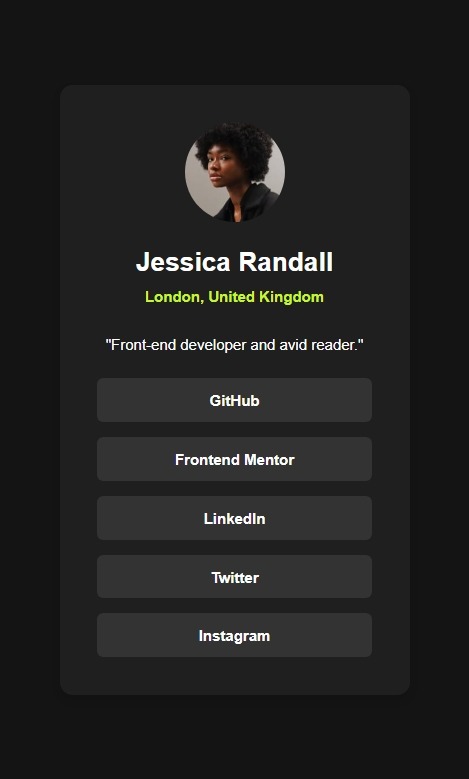 Jessica Randall
London, United Kingdom
"Front-end developer and avid reader."
GitHub
Frontend Mentor
LinkedIn
Twitter
Instagram